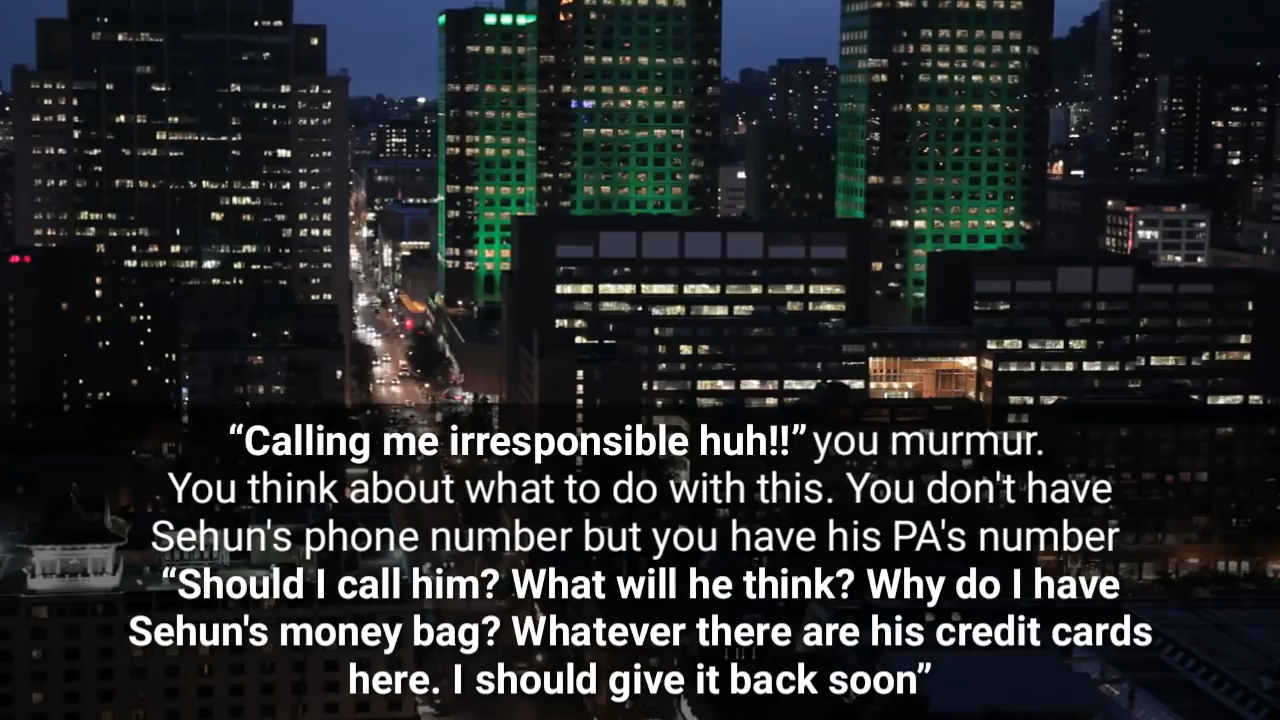 “Calling me irresponsible huh!!” you murmur.
You think about what to do with this. You don't have
Sehun's phone number but you have his PA's number
“Should I call him? What will he think? Why do I have
Sehun's money bag? Whatever there are his credit cards
here. I should give it back soon”